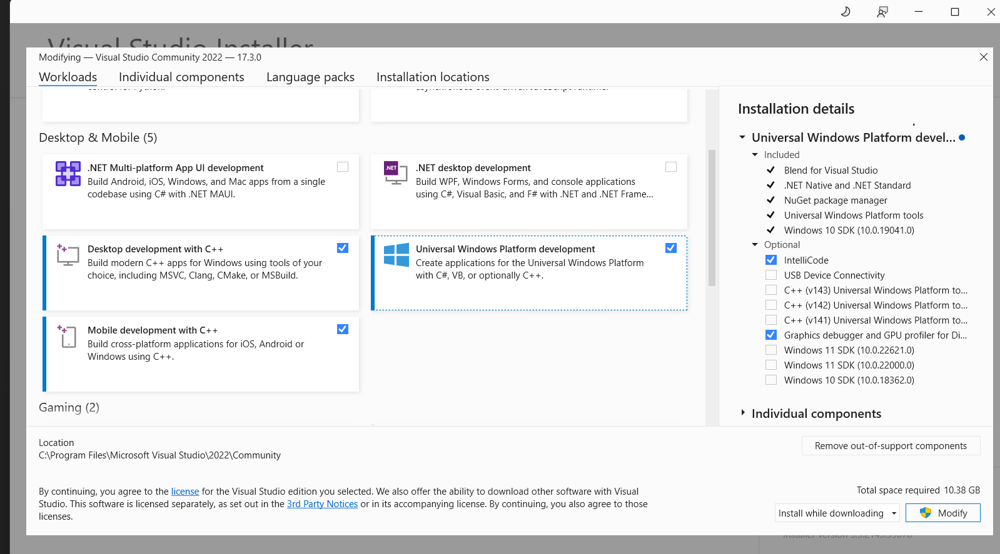 Visual Studio Installer
Modifying — Visual Studio Community 2022 — 17.3.0
Workloads
Individual components
Language packs
Installation locations
control for Python.
asynchronous event-driven JavaScript runtime.
Desktop & Mobile (5)
.NET Multi-platform App UI development
Build Android, iOS, Windows, and Mac apps from a single
codebase using C# with .NET MAUI.
.NET
.NET desktop development
Build WPF, Windows Forms, and console applications
using C#, Visual Basic, and F# with .NET and .NET Frame...
Desktop development with C++
Build modern C++ apps for Windows using tools of your
choice, including MSVC, Clang, CMake, or MSBuild.
Universal Windows Platform development
Create applications for the Universal Windows Platform
with C#, VB, or optionally C++.
Mobile development with C++
Build cross-platform applications for iOS, Android or
Windows using C++.
Gaming (2)
Installation details
Universal Windows Platform devel...
Included
Blend for Visual Studio
.NET Native and .NET Standard
NuGet package manager
Universal Windows Platform tools
Windows 10 SDK (10.0.19041.0)
Optional
IntelliCode
USB Device Connectivity
C++ (v143) Universal Windows Platform to...
C++ (v142) Universal Windows Platform to...
C++ (v141) Universal Windows Platform to...
Graphics debugger and GPU profiler for Di...
Windows 11 SDK (10.0.22621.0)
Windows 11 SDK (10.0.22000.0)
Windows 10 SDK (10.0.18362.0)
Individual components
Location
C:\Program Files\Microsoft Visual Studio\2022\Community
Remove out-of-support components
By continuing, you agree to the license for the Visual Studio edition you selected. We also offer the ability to download other software with Visual
Studio. This software is licensed separately, as set out in the 3rd Party Notices or in its accompanying license. By continuing, you also agree to those
licenses.
Total space required 10.38 GB
Install while downloading
Modify
Installer version